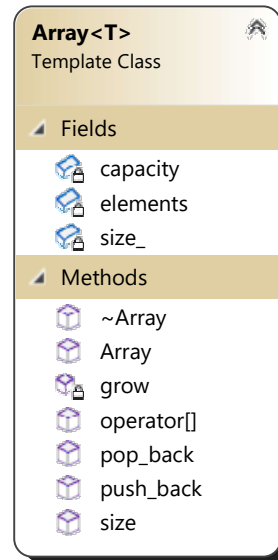 Array<T>
Template Class
Fields
capacity
elements
size_
Methods
~Array
Array
grow
operator[]
pop_back
push_back
size